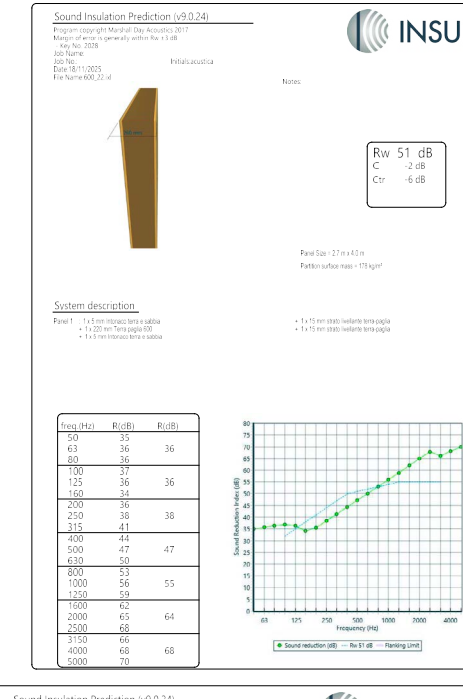 Sound Insulation Prediction (v9.0.24)
INSU
Program copyright Marshall Day Acoustics 2017
Margin of error is generally within Rw ±3 dB
- Key No. 2028
Job Name:
Job No.: Initials:acustica
Date:18/11/2025
File Name:600_22.ixl
Notes:
Rw 51 dB
C -2 dB
Ctr -6 dB
Panel Size = 2.7 m x 4.0 m
Partition surface mass = 178 kg/m²
System description
Panel 1 : 1 x 5 mm Intonaco terra e sabbia + 1 x 15 mm strato livellante terra-paglia
+ 1 x 220 mm Terra paglia 600 + 1 x 15 mm strato livellante terra-paglia
+ 1 x 5 mm Intonaco terra e sabbia
freq.(Hz) R(dB) R(dB)
50 35
63 36 36
80 36
100 37
125 36 36
160 34
200 36
250 38 38
315 41
400 44
500 47 47
630 50
800 53
1000 56 55
1250 59
1600 62
2000 65 64
2500 68
3150 66
4000 68 68
5000 70
Sound Reduction Index (dB)
80
75
70
65
60
55
50
45
40
35
30
25
20
15
10
5
0
63 125 250 500 1000 2000 4000
Frequency (Hz)
Sound reduction (dB) Rw 51 dB Flanking Limit
Sound Insulation Prediction (v9.0.24)